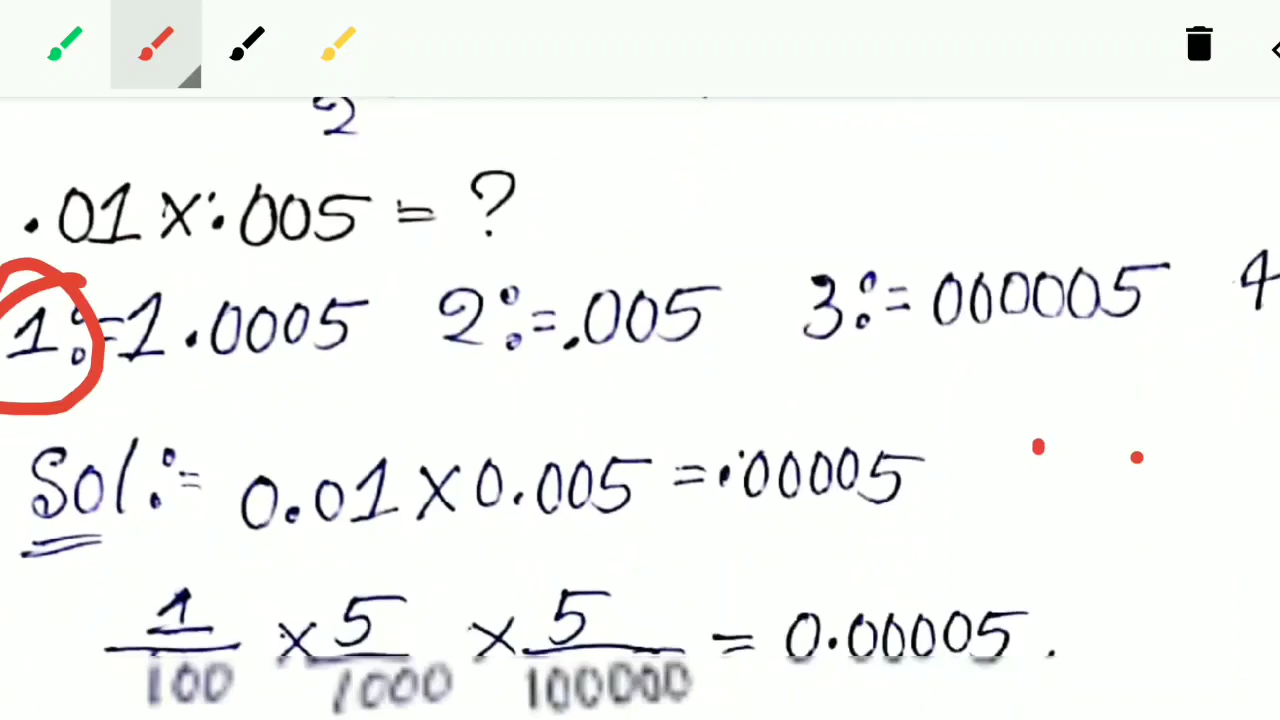 2
.01 x .005 = ?
1:= 1.0005 2:= .005 3:= 000005 4
Sol:= 0.01 x 0.005 = .00005
1/100 x 5/1000 x 5/100000 = 0.00005.